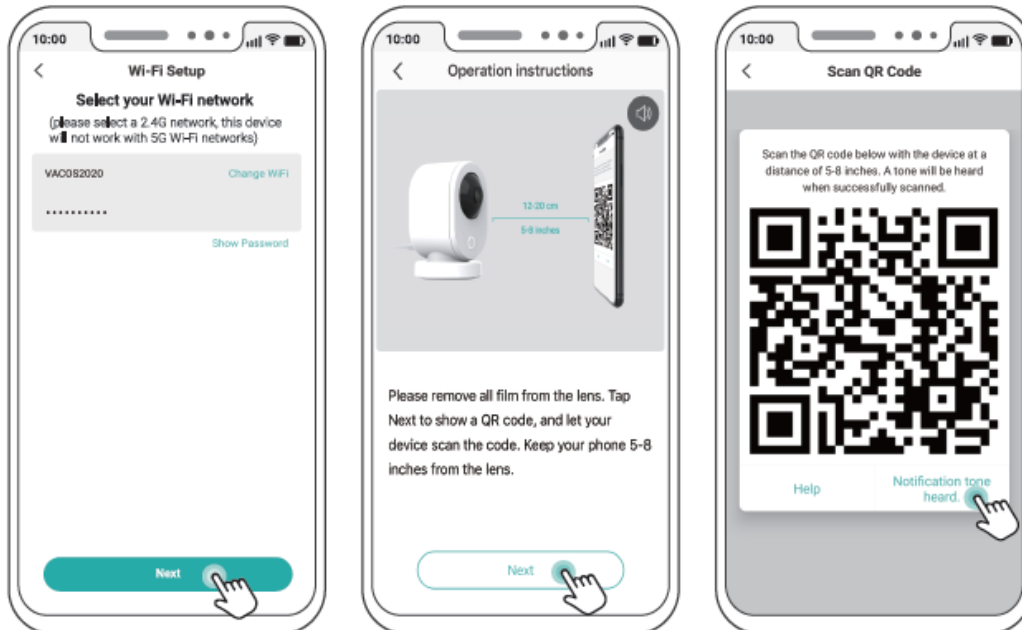 10:00
Wi-Fi Setup
Select your Wi-Fi network
(please select a 2.4G network, this device
will not work with 5G Wi-Fi networks)
VACOS2020
Change WiFi
••••••••••
Show Password
Next
10:00
Operation instructions
12-20 cm
5-8 inches
Please remove all film from the lens. Tap
Next to show a QR code, and let your
device scan the code. Keep your phone 5-8
inches from the lens.
Next
10:00
Scan QR Code
Scan the QR code below with the device at a
distance of 5-8 inches. A tone will be heard
when successfully scanned.
Help
Notification tone
heard.